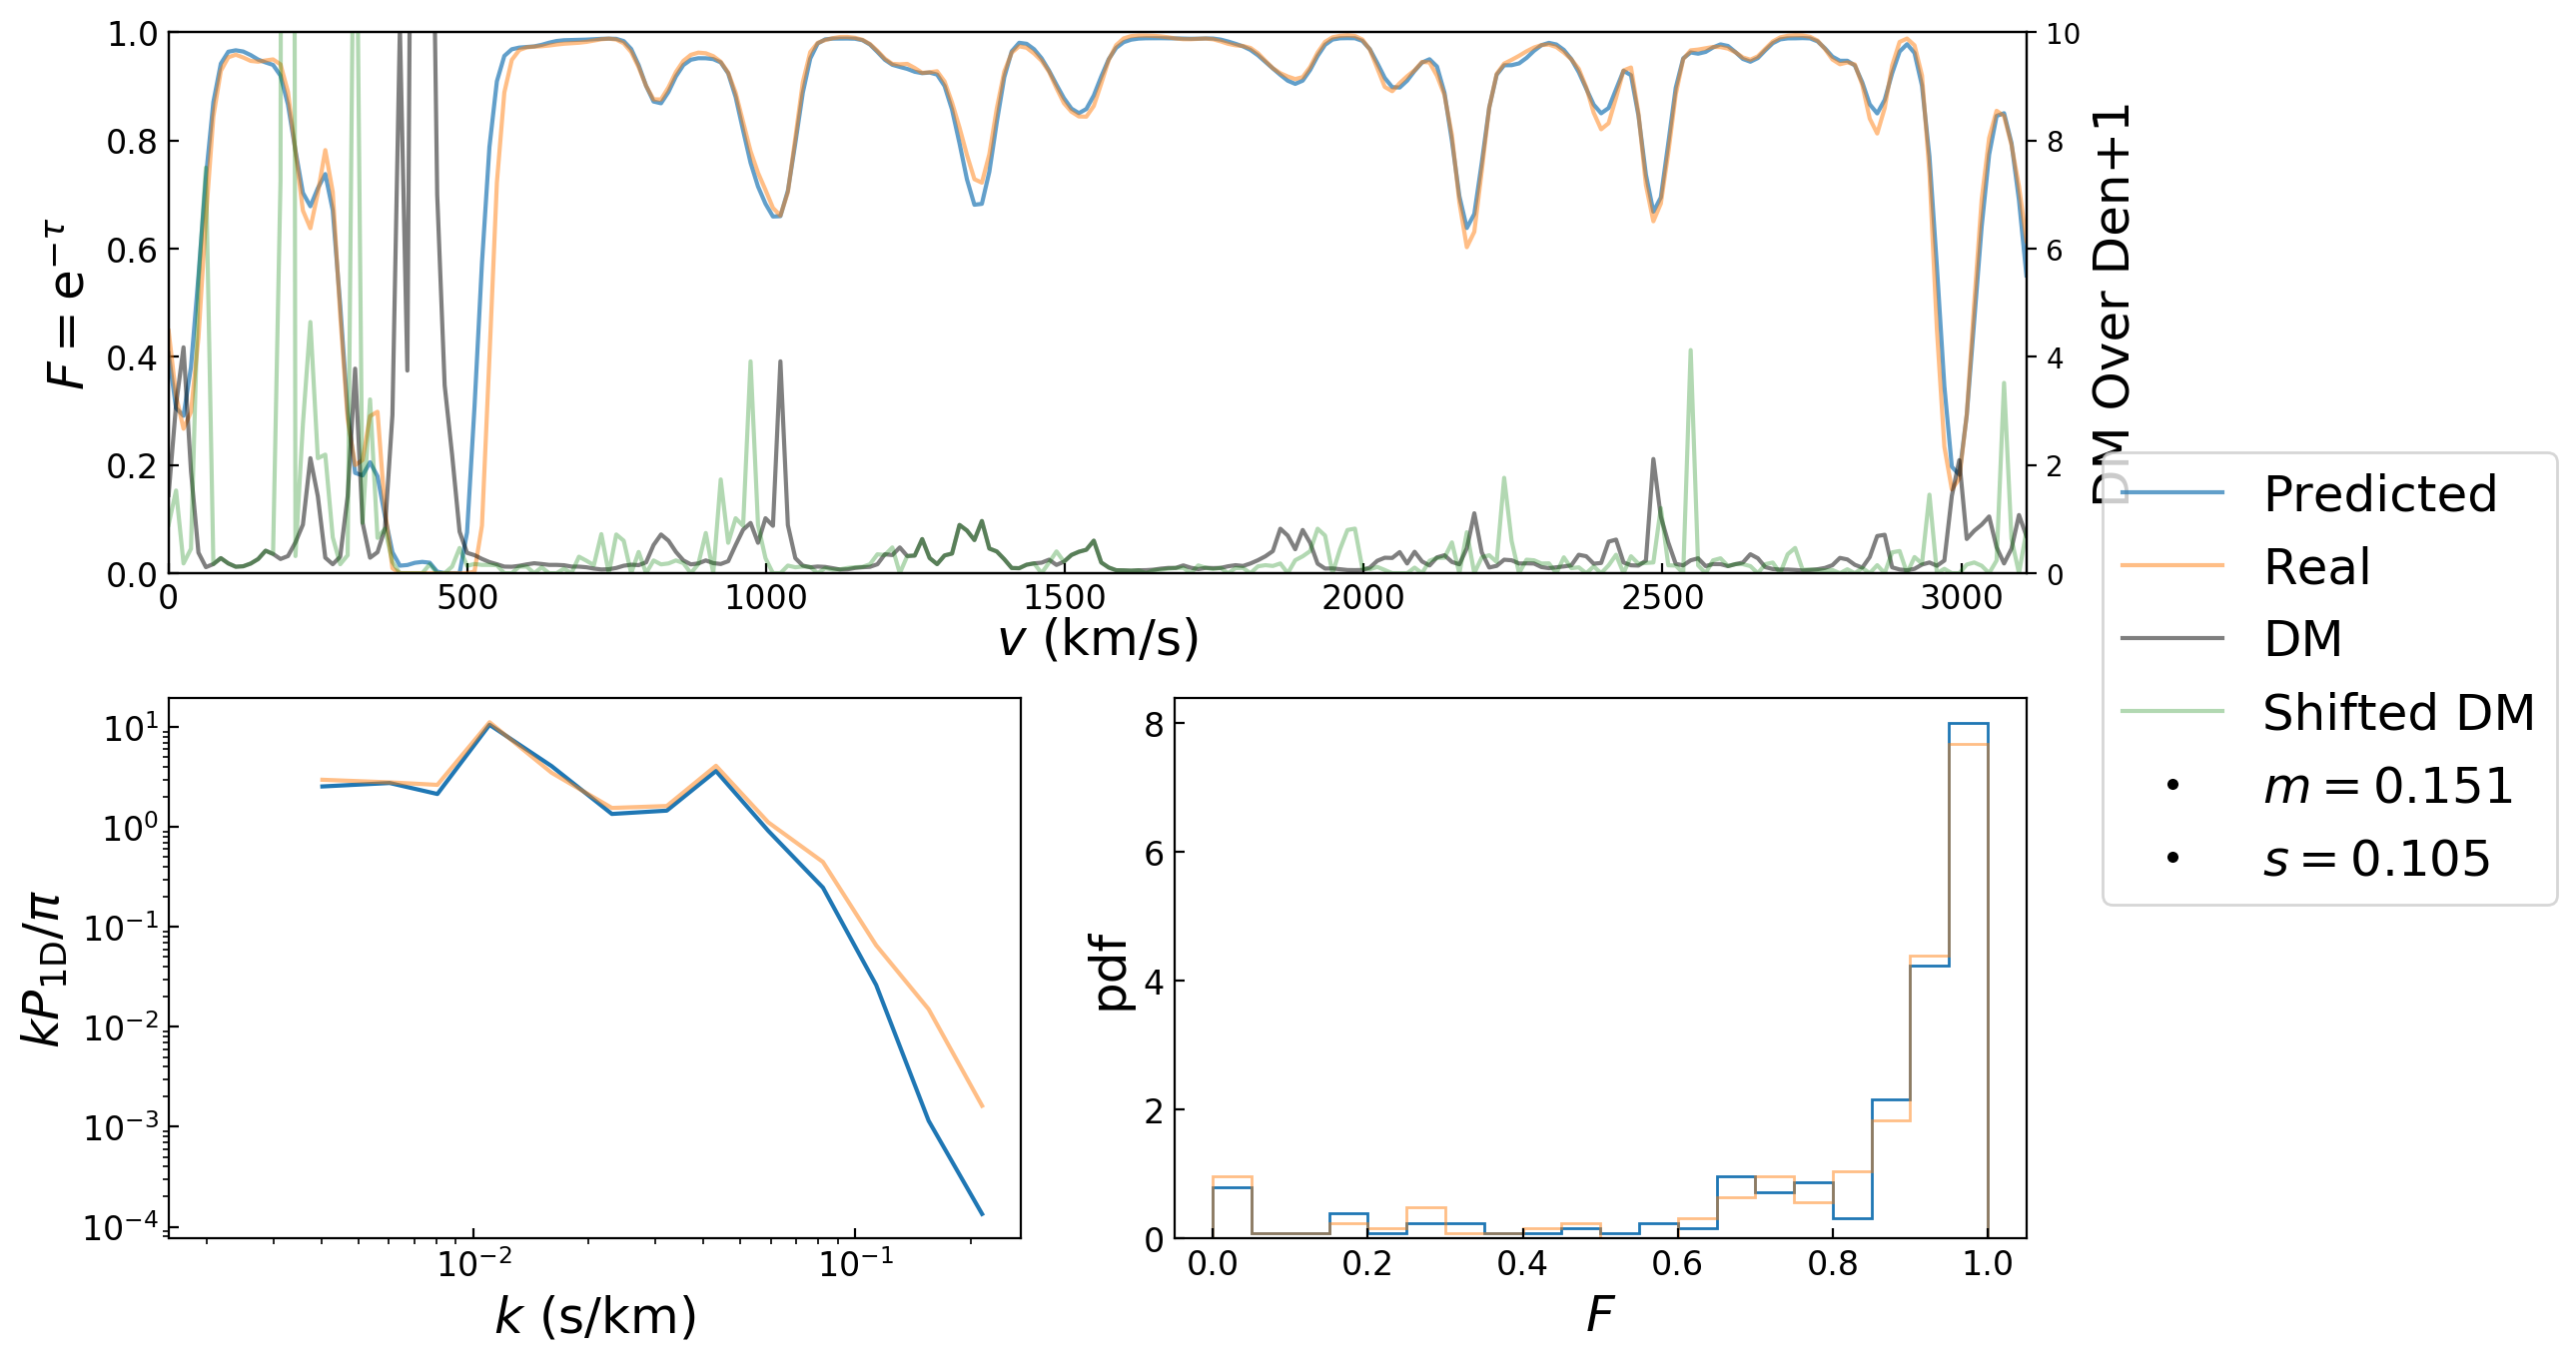 1.0
0.8
0.6
0.4
0.2
0.0
F = e^{−τ}
10
8
6
4
2
0
DM Over Den+1
0 500 1000 1500 2000 2500 3000
v (km/s)
Predicted
Real
DM
Shifted DM
m = 0.151
s = 0.105
10^1
10^0
10^{−1}
10^{−2}
10^{−3}
10^{−4}
kP_{1D}/π
10^{−2} 10^{−1}
k (s/km)
8
6
4
2
0
pdf
0.0 0.2 0.4 0.6 0.8 1.0
F